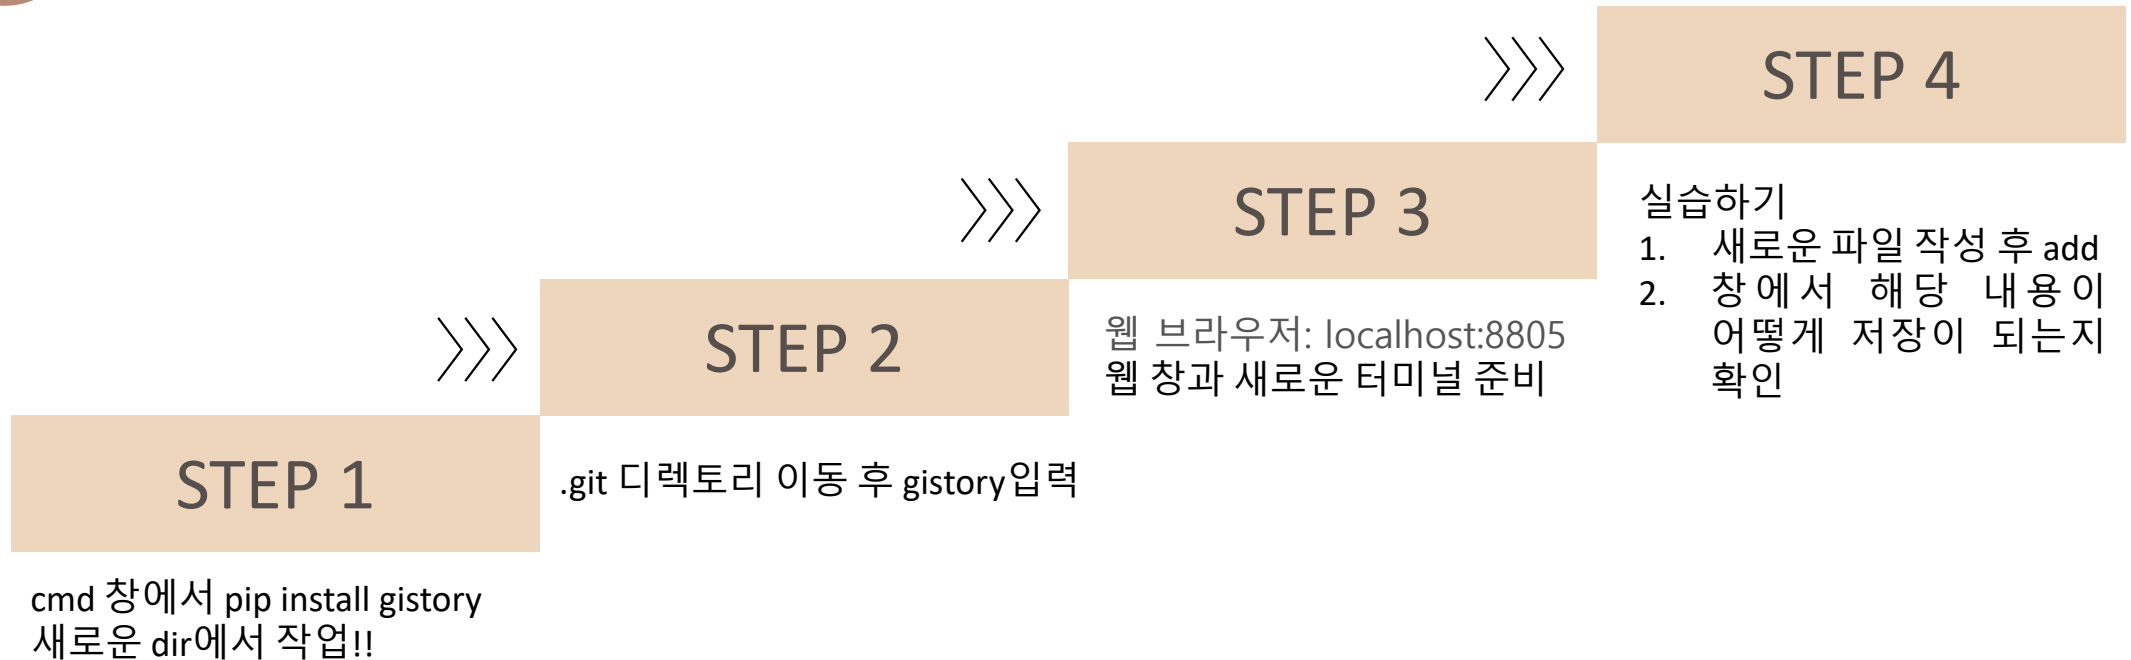 STEP 1
cmd 창에서 pip install gistory
새로운 dir에서 작업!!
STEP 2
.git 디렉토리 이동 후 gistory입력
STEP 3
웹 브라우저: localhost:8805
웹 창과 새로운 터미널 준비
STEP 4
실습하기
1. 새로운 파일 작성 후 add
2. 창에서 해당 내용이
어떻게 저장이 되는지
확인